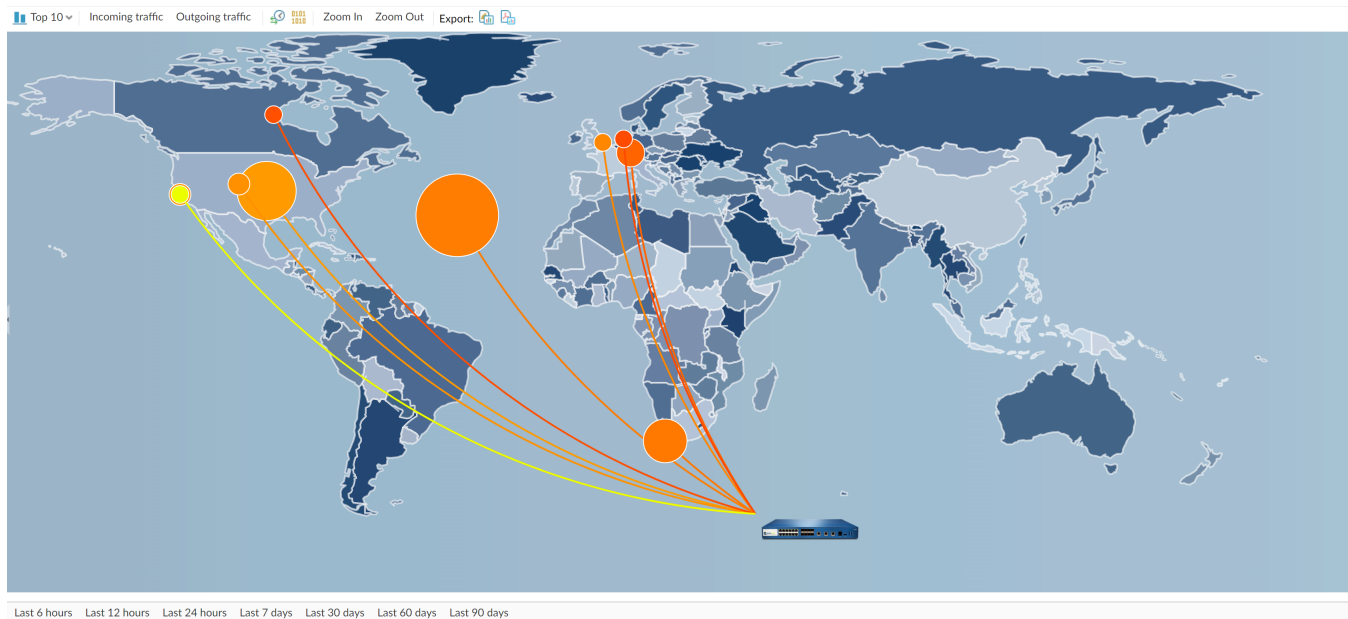 Top 10 Incoming traffic Outgoing traffic 0101 1010 Zoom In Zoom Out Export:
Last 6 hours Last 12 hours Last 24 hours Last 7 days Last 30 days Last 60 days Last 90 days